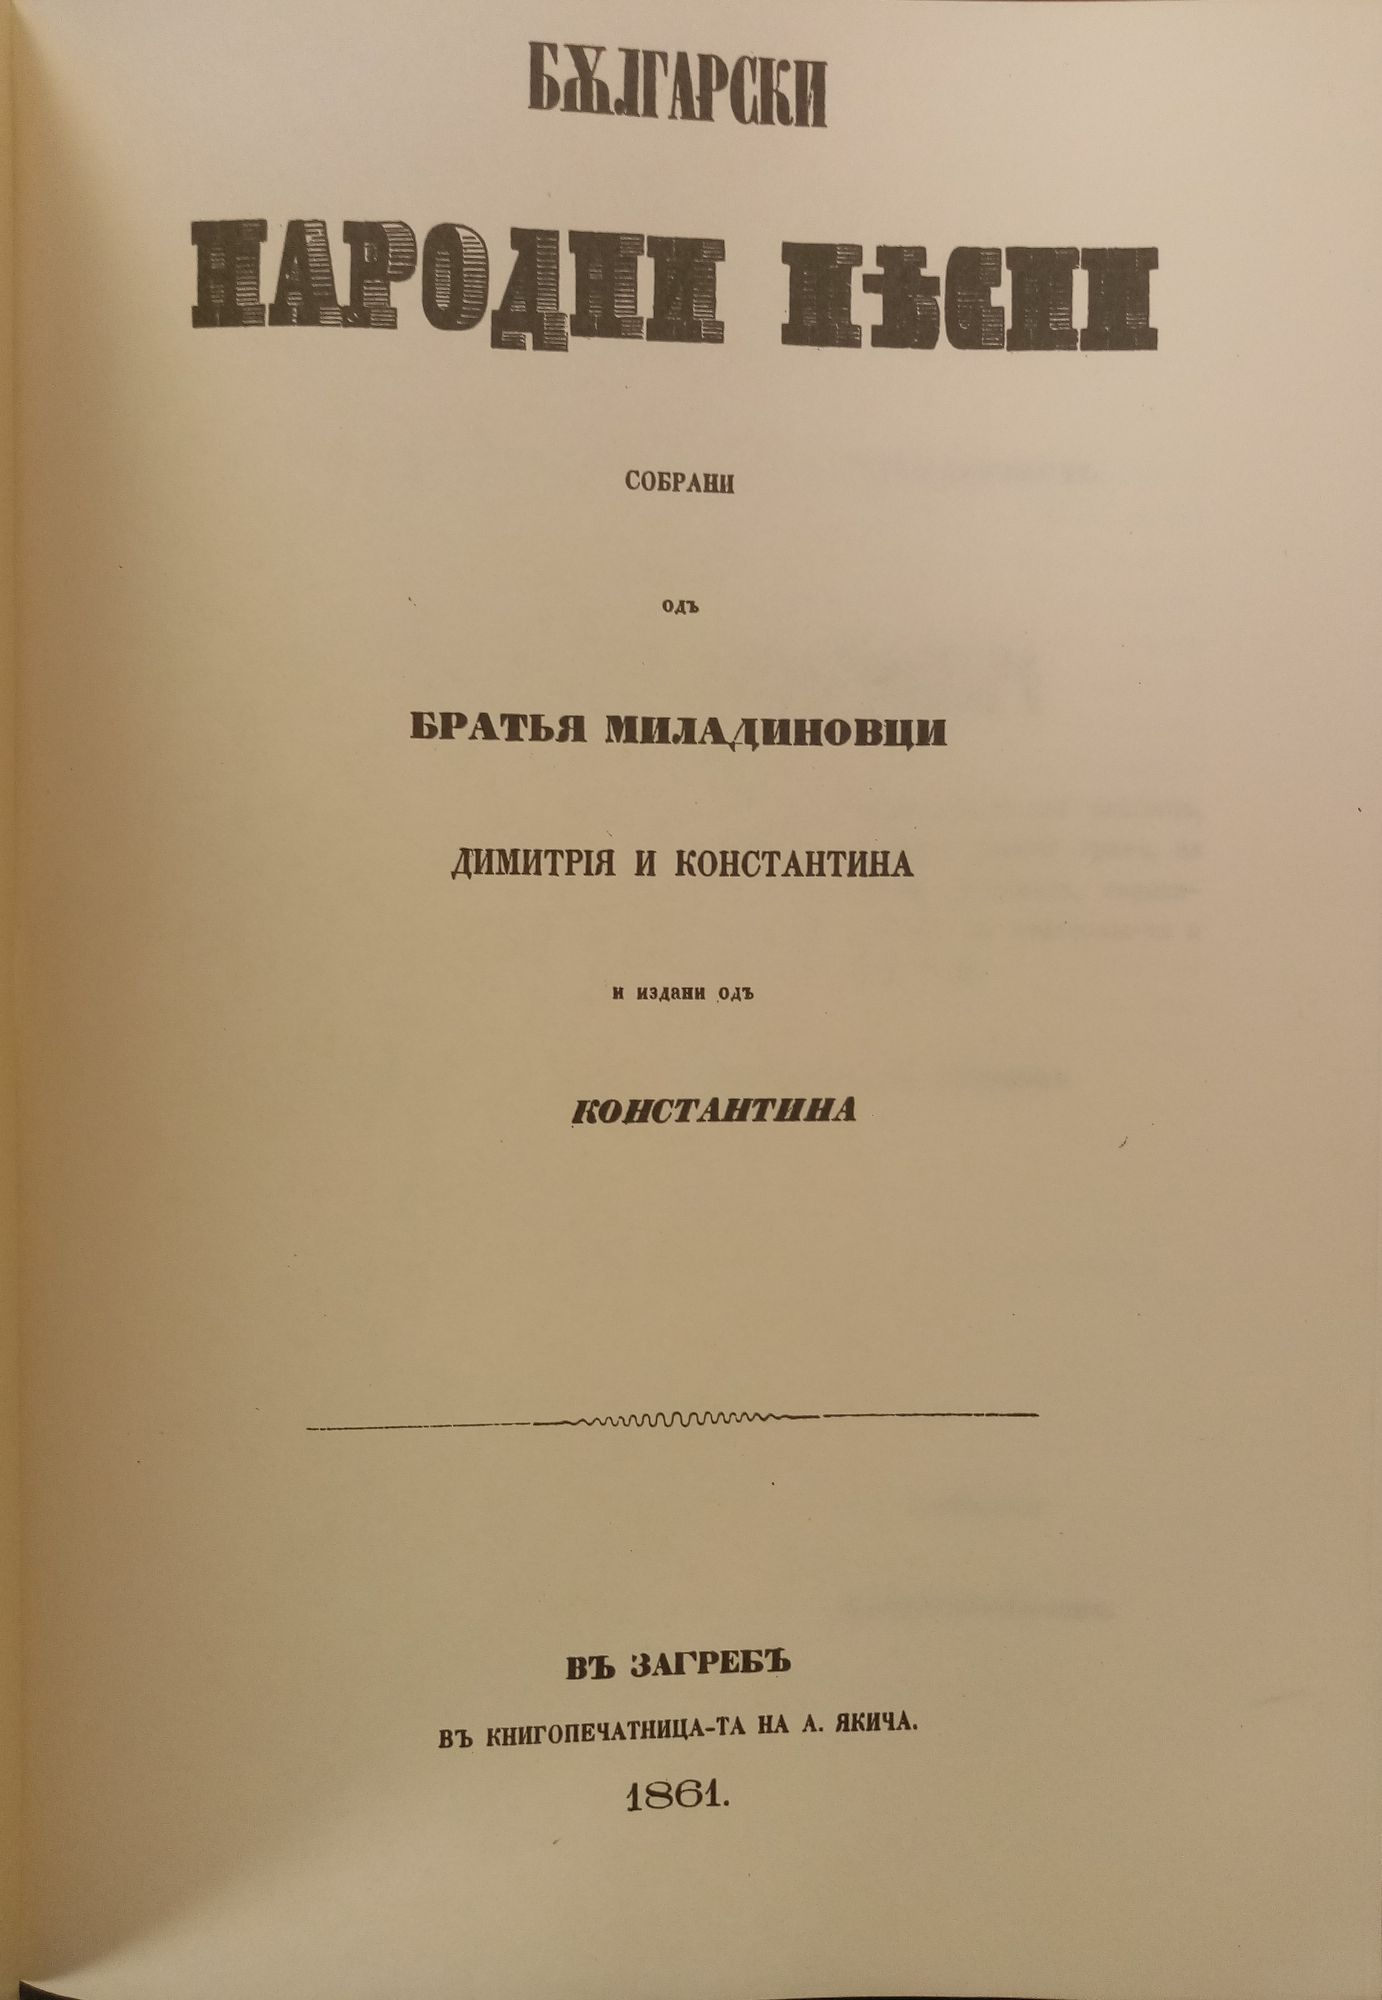 БѪЛГАРСКИ
НАРОДНИ ПѢСНИ
СОБРАНИ
одъ
БРАТЬЯ МИЛАДИНОВЦИ
ДИМИТРІЯ И КОНСТАНТИНА
и издани одъ
КОНСТАНТИНА
ВЪ ЗАГРЕБЪ
ВЪ КНИГОПЕЧАТНИЦА-ТА НА А. ЯКИЧА.
1861.